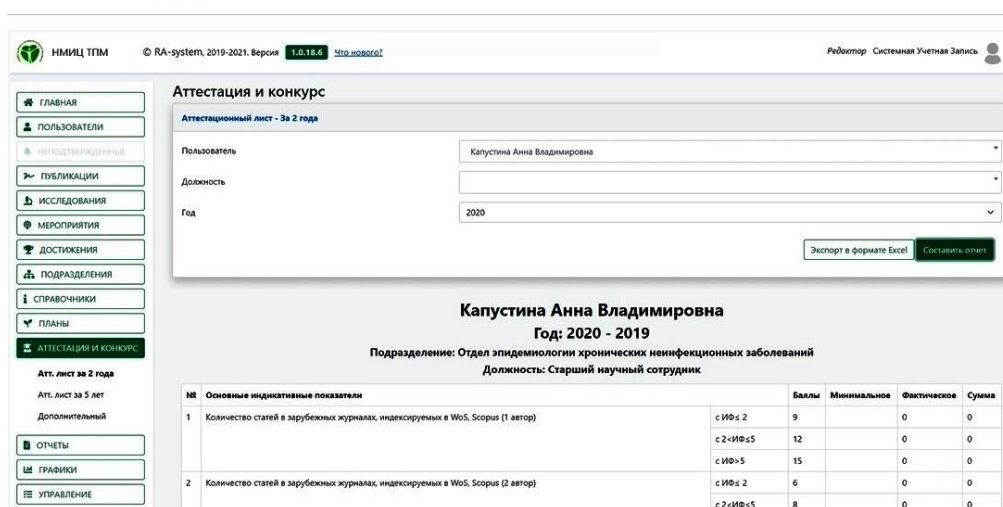 НМИЦ ТПМ © RA-system, 2019-2021. Версия 1.0.18.6 Что нового? Редактор Системная Учетная Запись
ГЛАВНАЯ
ПОЛЬЗОВАТЕЛИ
НЕПОДТВЕРЖДЕННЫЕ
ПУБЛИКАЦИИ
ИССЛЕДОВАНИЯ
МЕРОПРИЯТИЯ
ДОСТИЖЕНИЯ
ПОДРАЗДЕЛЕНИЯ
СПРАВОЧНИКИ
ПЛАНЫ
АТТЕСТАЦИЯ И КОНКУРС
Атт. лист за 2 года
Атт. лист за 5 лет
Дополнительный
ОТЧЕТЫ
ГРАФИКИ
УПРАВЛЕНИЕ
Аттестация и конкурс
Аттестационный лист - За 2 года
Пользователь Капустина Анна Владимировна
Должность
Год 2020
Экспорт в формате Excel Составить отчет
Капустина Анна Владимировна
Год: 2020 - 2019
Подразделение: Отдел эпидемиологии хронических неинфекционных заболеваний
Должность: Старший научный сотрудник
№ Основные индикативные показатели Баллы Минимальное Фактическое Сумма
1 Количество статей в зарубежных журналах, индексируемых в WoS, Scopus (1 автор) с ИФ≤ 2 9 0 0
с 2<ИФ≤5 12 0 0
с ИФ>5 15 0 0
2 Количество статей в зарубежных журналах, индексируемых в WoS, Scopus (2 автор) с ИФ≤ 2 6 0 0
с 2<ИФ≤5 8 0 0